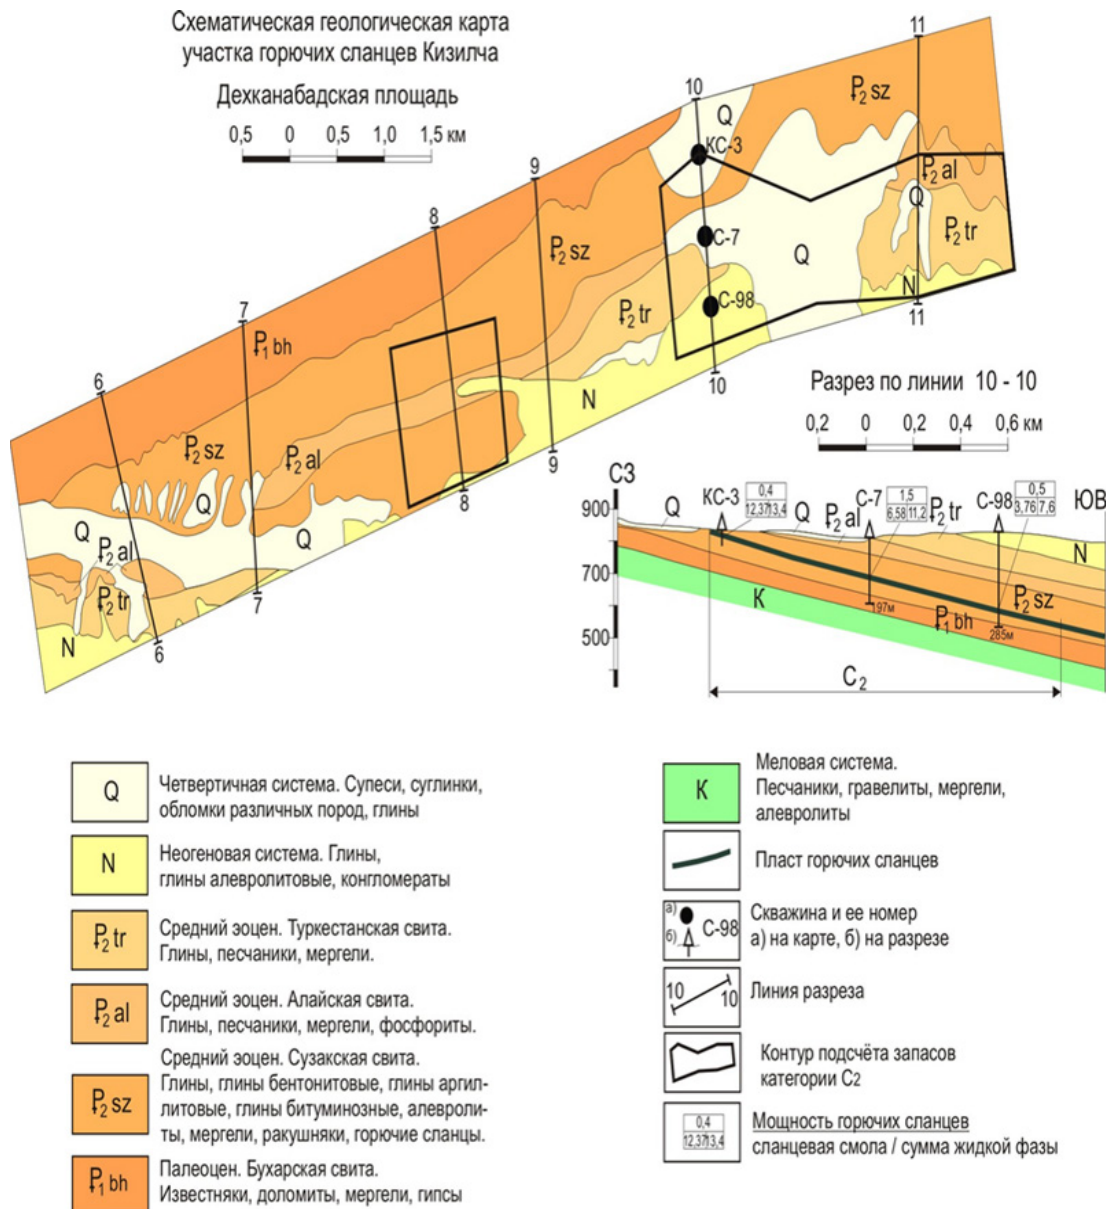 Схематическая геологическая карта
участка горючих сланцев Кизилча
Дехканабадская площадь
0,5 0 0,5 1,0 1,5 км
11
10
9
8
7
6
Q
КС-3
С-7
С-98
Q
N
P₂ sz
P₂ al
Q
P₂ tr
N
P₂ sz
P₂ tr
P₁ bh
P₂ sz
P₂ al
Q
Q
Q
P₂ al
P₂ tr
N
11
10
9
8
7
6
Разрез по линии 10 - 10
0,2 0 0,2 0,4 0,6 км
СЗ
ЮВ
900
700
500
Q
КС-3
0,4
12,37 13,4
Q
P₂ al
С-7
1,5
6,58 11,2
P₂ tr
С-98
0,5
3,76 7,6
N
К
197м
P₁ bh
285м
P₂ sz
С₂
Q
Четвертичная система. Супеси, суглинки,
обломки различных пород, глины
N
Неогеновая система. Глины,
глины алевролитовые, конгломераты
P₂ tr
Средний эоцен. Туркестанская свита.
Глины, песчаники, мергели.
P₂ al
Средний эоцен. Алайская свита.
Глины, песчаники, мергели, фосфориты.
P₂ sz
Средний эоцен. Сузакская свита.
Глины, глины бентонитовые, глины аргил-
литовые, глины битуминозные, алевроли-
ты, мергели, ракушняки, горючие сланцы.
P₁ bh
Палеоцен. Бухарская свита.
Известняки, доломиты, мергели, гипсы
К
Меловая система.
Песчаники, гравелиты, мергели,
алевролиты
Пласт горючих сланцев
а)
б)
С-98
Скважина и ее номер
а) на карте, б) на разрезе
10 10
Линия разреза
Контур подсчёта запасов
категории С2
0,4
12,37 13,4
Мощность горючих сланцев
сланцевая смола / сумма жидкой фазы